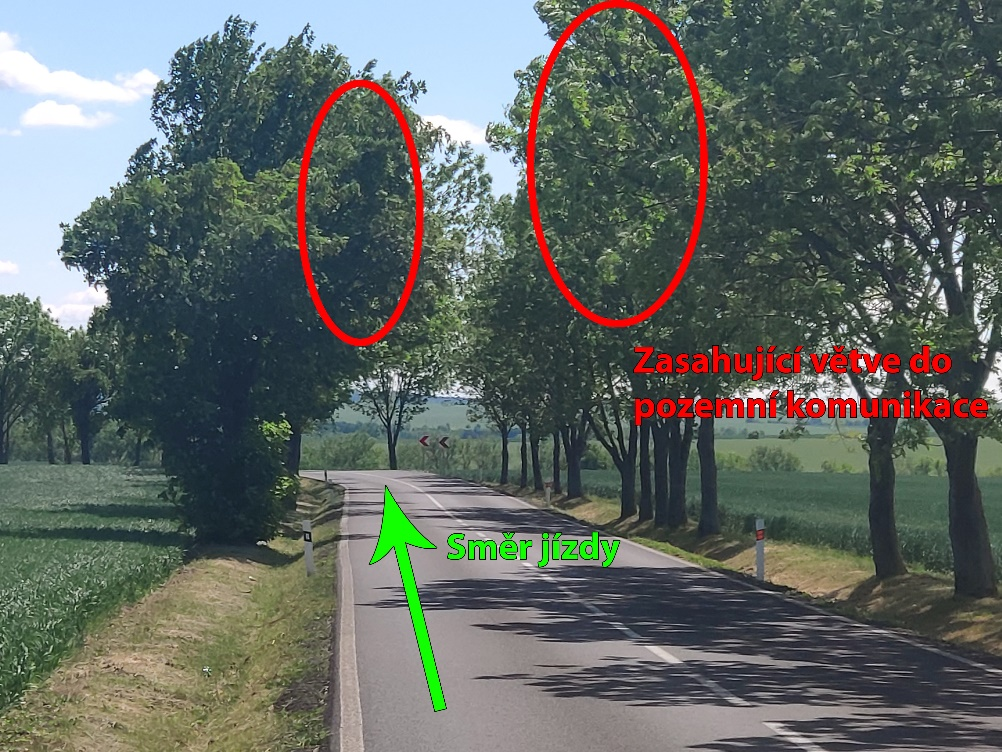 Zasahující větve do
pozemní komunikace
Směr jízdy